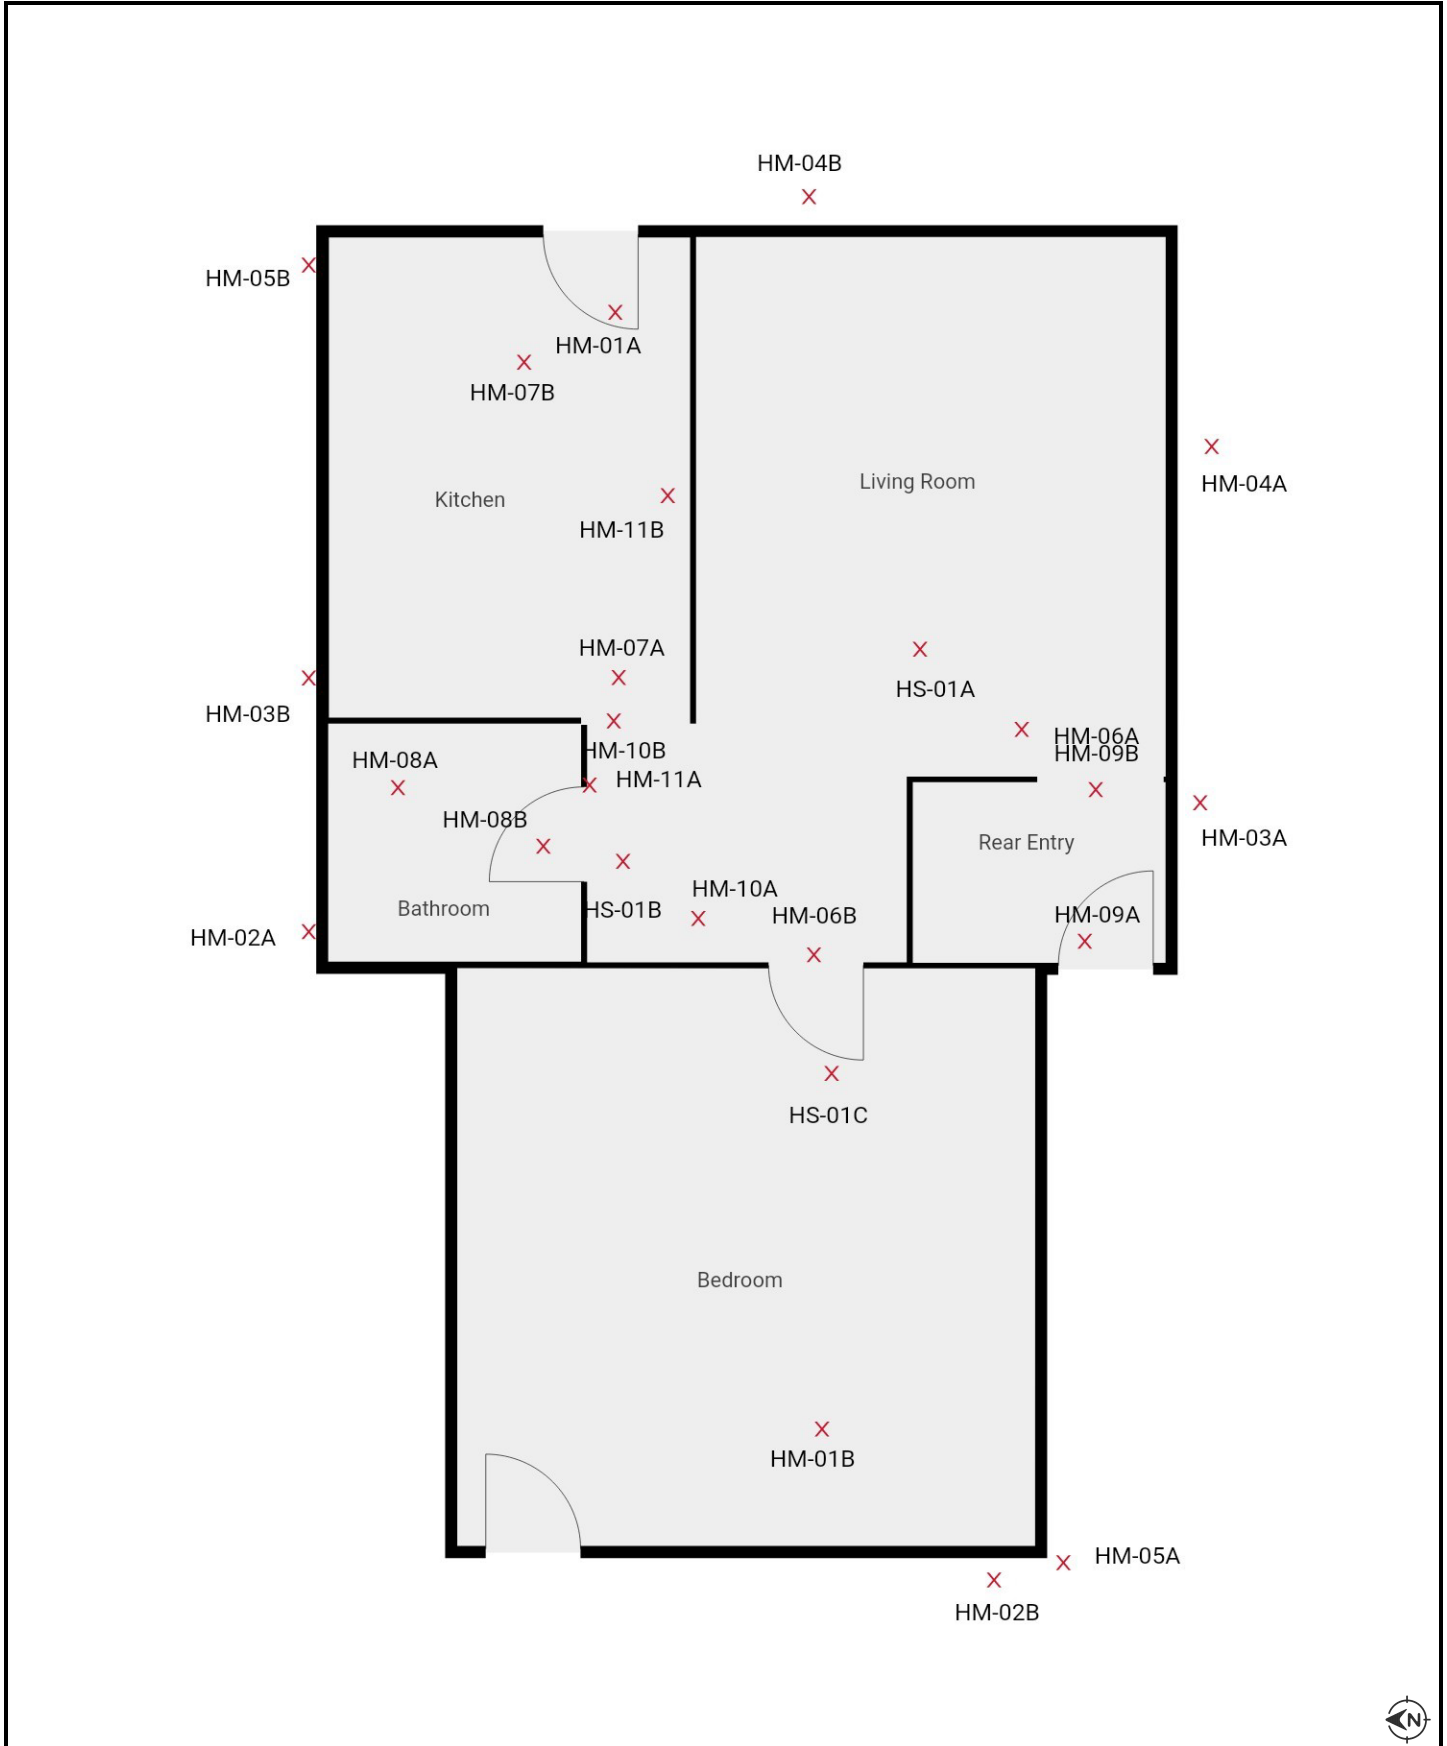 HM-04B
HM-05B
HM-01A
HM-07B
Living Room
HM-04A
Kitchen
HM-11B
HM-07A
HS-01A
HM-03B
HM-06A
HM-10B
HM-09B
HM-08A
HM-11A
HM-08B
HM-03A
Rear Entry
HM-10A
Bathroom
HS-01B
HM-06B
HM-09A
HM-02A
HS-01C
Bedroom
HM-01B
HM-05A
HM-02B
N